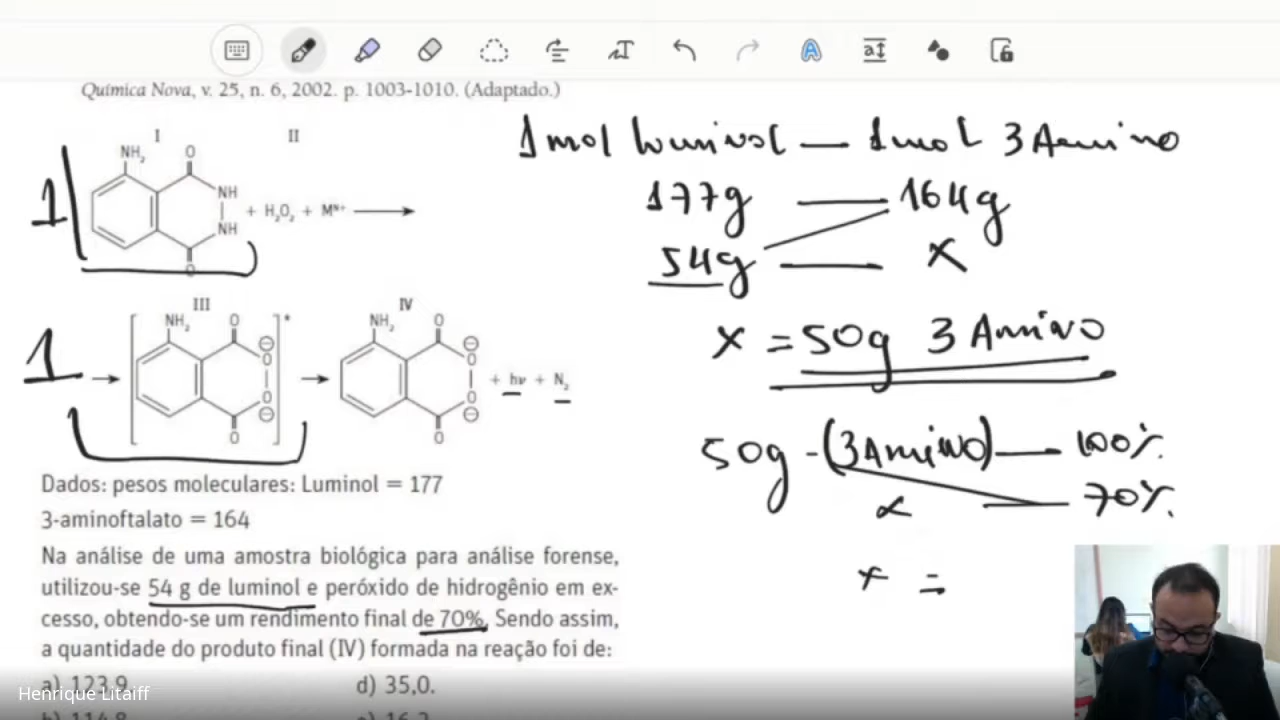 Química Nova, v. 25, n. 6, 2002. p. 1003-1010. (Adaptado.)
I
II
NH2
O
NH
NH
O
1
+ H2O2 + Mᴺ⁺
III
IV
NH2
O
O
O
O
*
NH2
O
O
O
O
1
+ hν + N2
Dados: pesos moleculares: Luminol = 177
3-aminoftalato = 164
Na análise de uma amostra biológica para análise forense,
utilizou-se 54 g de luminol e peróxido de hidrogênio em ex-
cesso, obtendo-se um rendimento final de 70%. Sendo assim,
a quantidade do produto final (IV) formada na reação foi de:
a) 123,9.
d) 35,0.
Henrique Litaiff
1 mol luminol — 1 mol 3 Amino
177g — 164g
54g — x
x = 50g 3 Amino
50g - (3 Amino) — 100%
x — 70%
x =